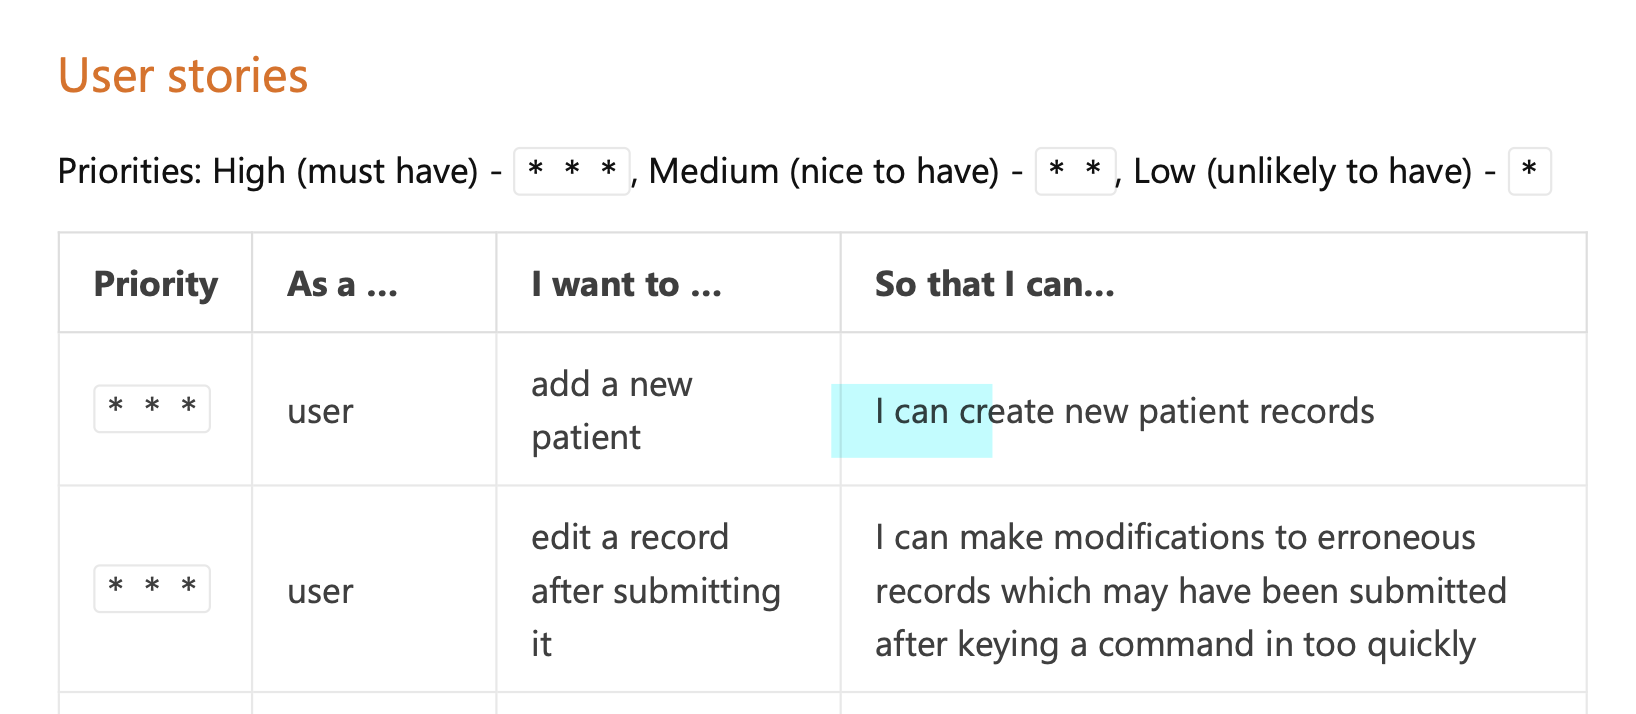 User stories
Priorities: High (must have) - * * *, Medium (nice to have) - * *, Low (unlikely to have) - *
Priority As a ... I want to ... So that I can...
* * * user add a new patient I can create new patient records
* * * user edit a record after submitting it I can make modifications to erroneous records which may have been submitted after keying a command in too quickly